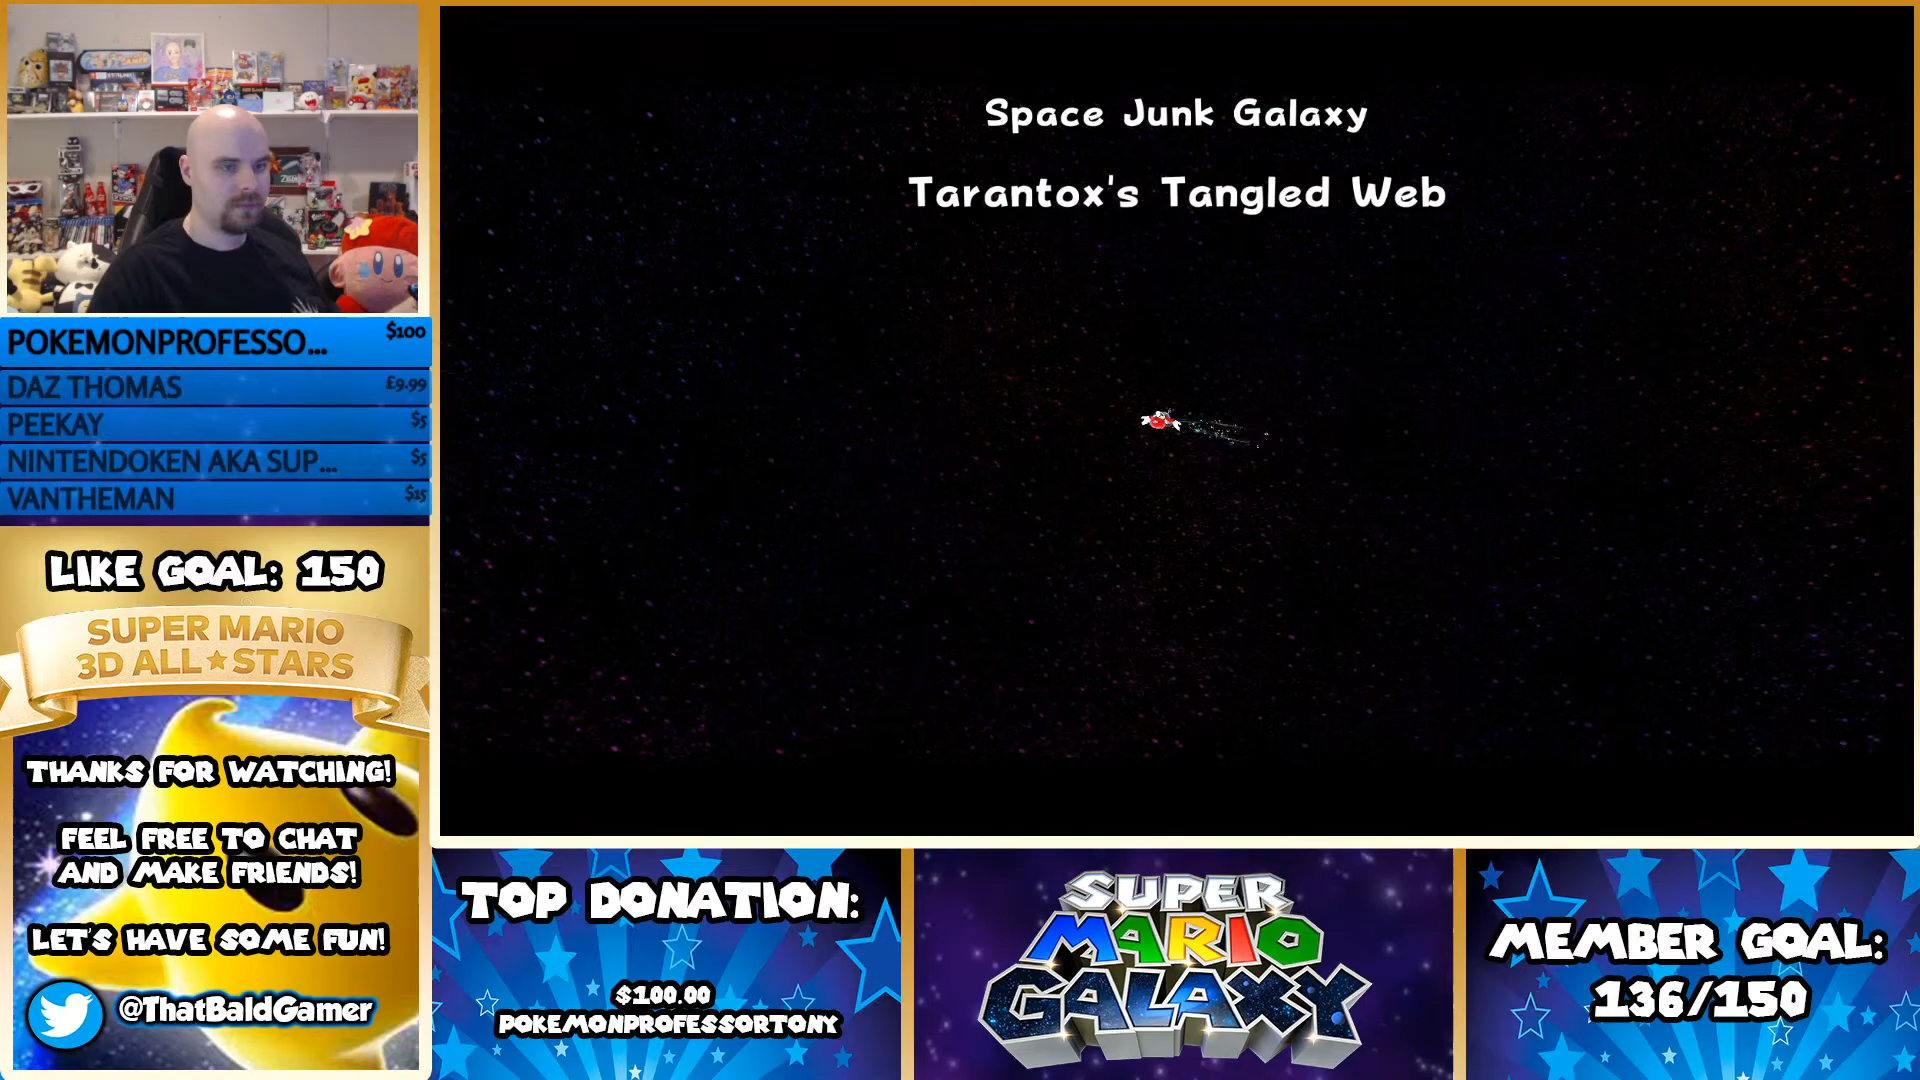 Space Junk Galaxy
Tarantox's Tangled Web
POKEMONPROFESSO... $100
DAZ THOMAS £9.99
PEEKAY $5
NINTENDOKEN AKA SUP... $5
VANTHEMAN $15
LIKE GOAL: 150
SUPER MARIO
3D ALL★STARS
THANKS FOR WATCHING!
FEEL FREE TO CHAT
AND MAKE FRIENDS!
LET'S HAVE SOME FUN!
@ThatBaldGamer
TOP DONATION:
$100.00
POKEMONPROFESSORTONY
SUPER
MARIO
GALAXY
MEMBER GOAL:
136/150